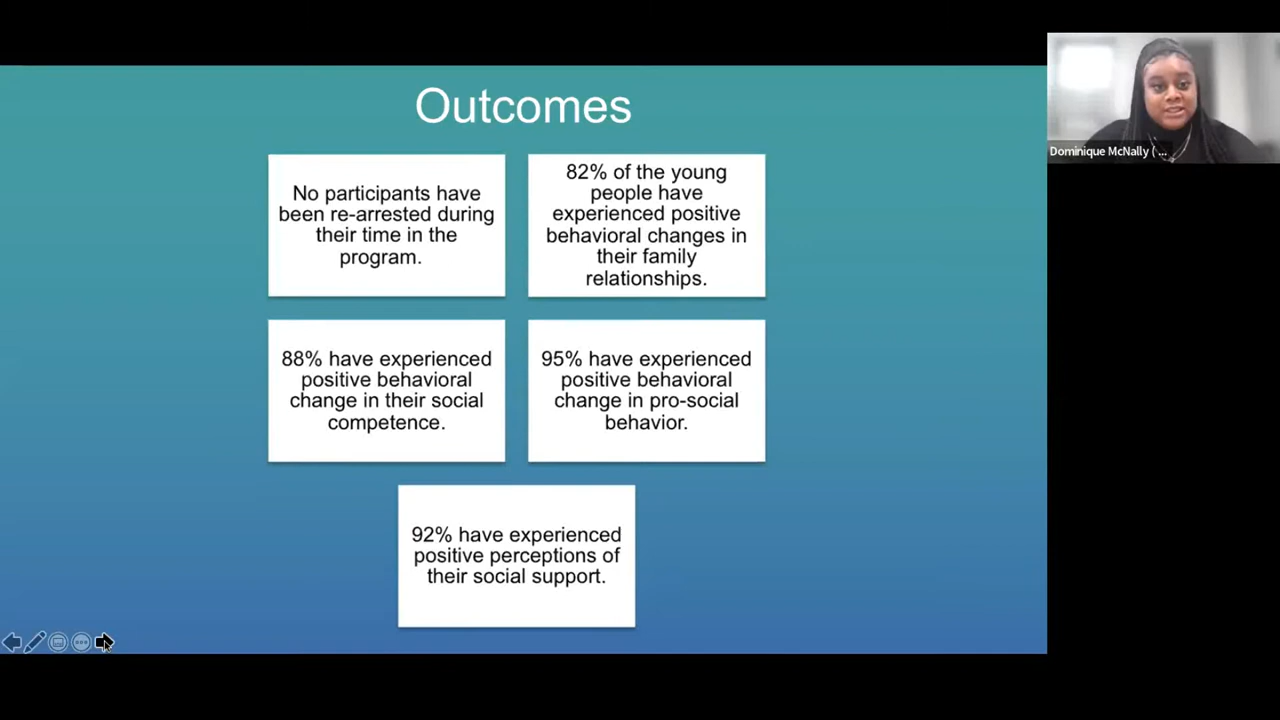 Outcomes
No participants have
been re-arrested during
their time in the
program.
82% of the young
people have
experienced positive
behavioral changes in
their family
relationships.
88% have experienced
positive behavioral
change in their social
competence.
95% have experienced
positive behavioral
change in pro-social
behavior.
92% have experienced
positive perceptions of
their social support.
Dominique McNally ( ...